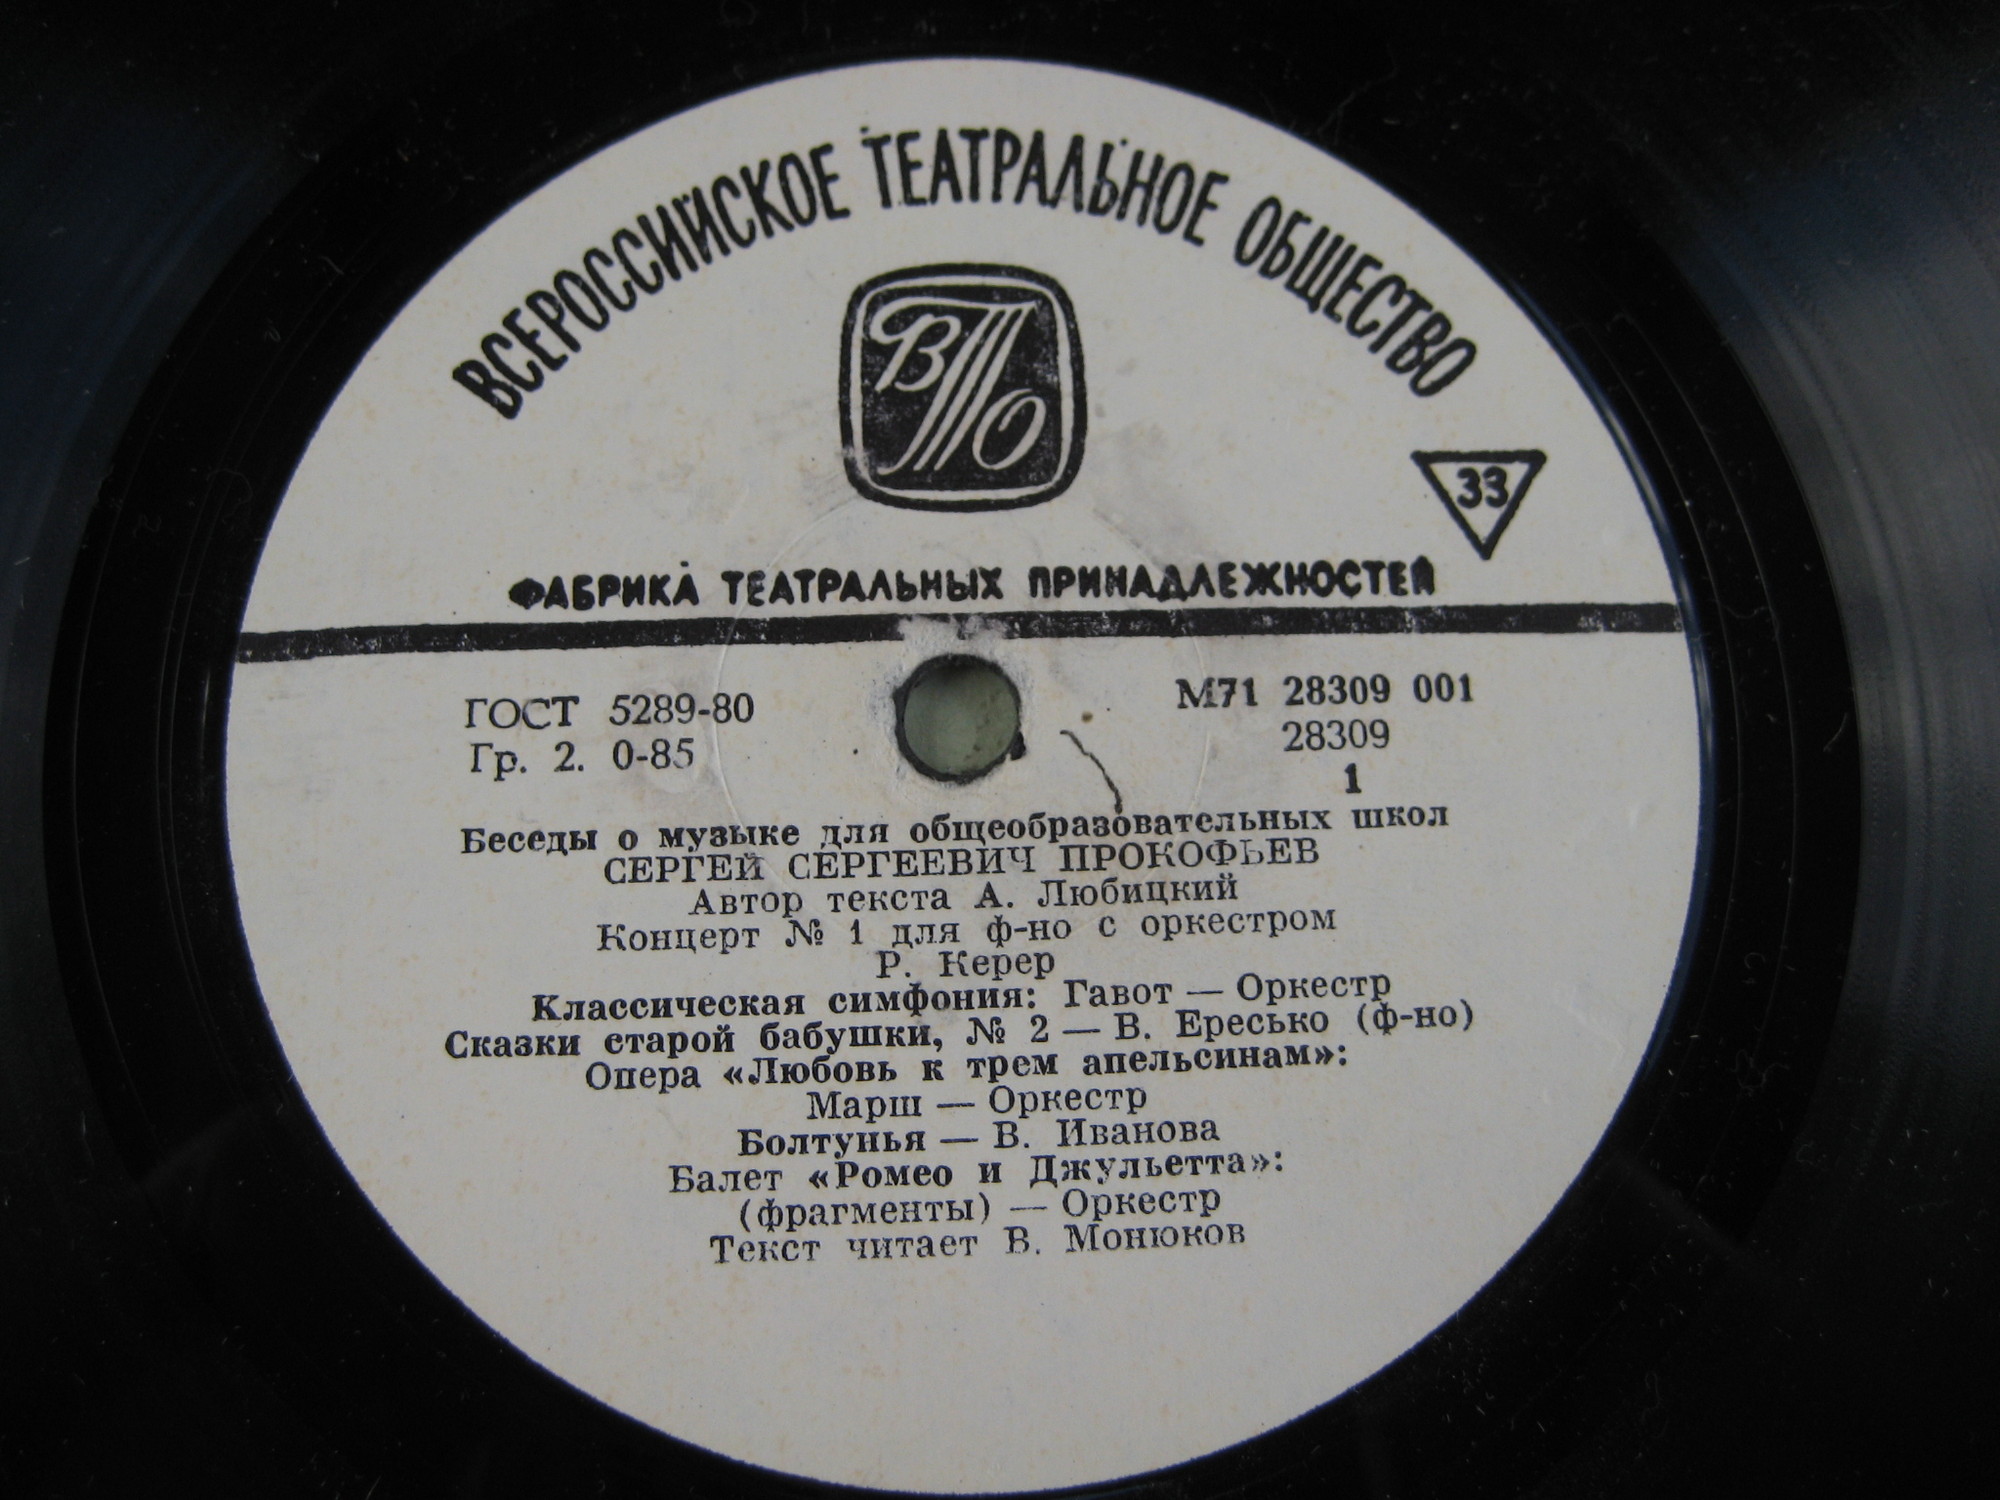 ВСЕРОССИЙСКОЕ ТЕАТРАЛЬНОЕ ОБЩЕСТВО
ВТО
33
ФАБРИКА ТЕАТРАЛЬНЫХ ПРИНАДЛЕЖНОСТЕЙ
ГОСТ 5289-80
Гр. 2. 0-85
М71 28309 001
28309
1
Беседы о музыке для общеобразовательных школ
СЕРГЕЙ СЕРГЕЕВИЧ ПРОКОФЬЕВ
Автор текста А. Любицкий
Концерт № 1 для ф-но с оркестром
Р. Керер
Классическая симфония: Гавот — Оркестр
Сказки старой бабушки, № 2 — В. Ересько (ф-но)
Опера «Любовь к трем апельсинам»:
Марш — Оркестр
Болтунья — В. Иванова
Балет «Ромео и Джульетта»:
(фрагменты) — Оркестр
Текст читает В. Монюков